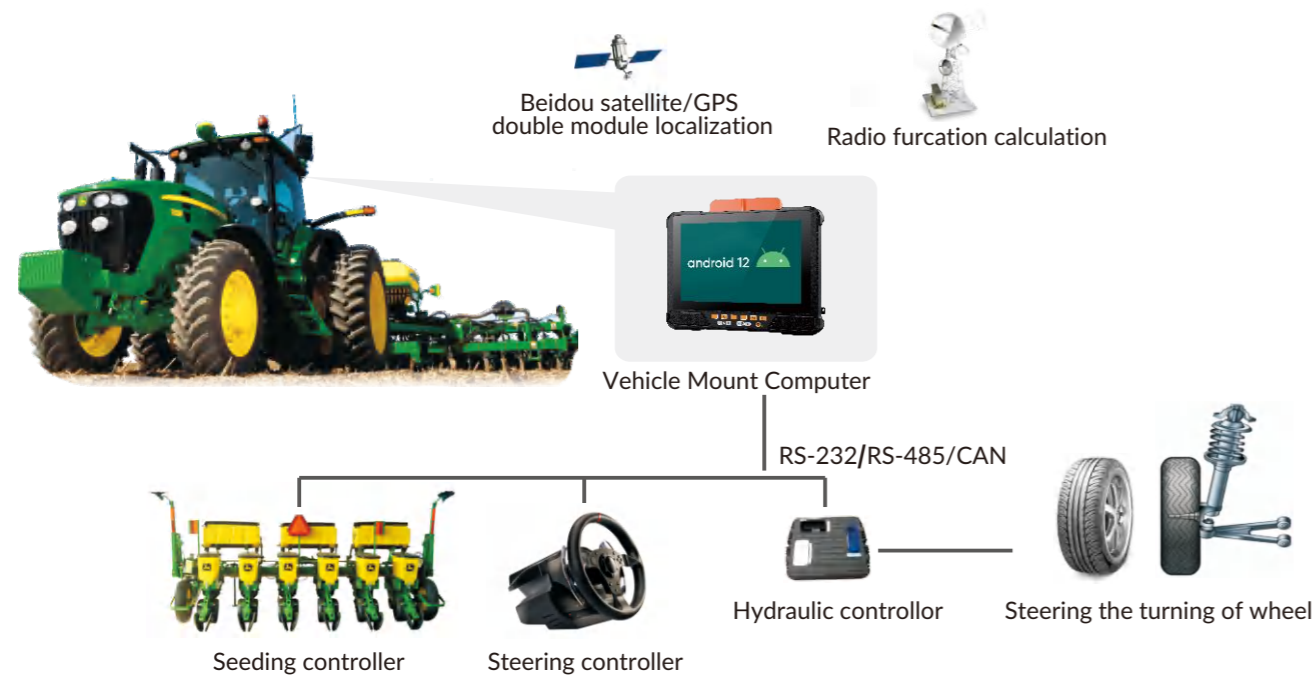 Beidou satellite/GPS
double module localization
Radio furcation calculation
android 12
Vehicle Mount Computer
RS-232/RS-485/CAN
Hydraulic controllor
Steering the turning of wheel
Seeding controller
Steering controller